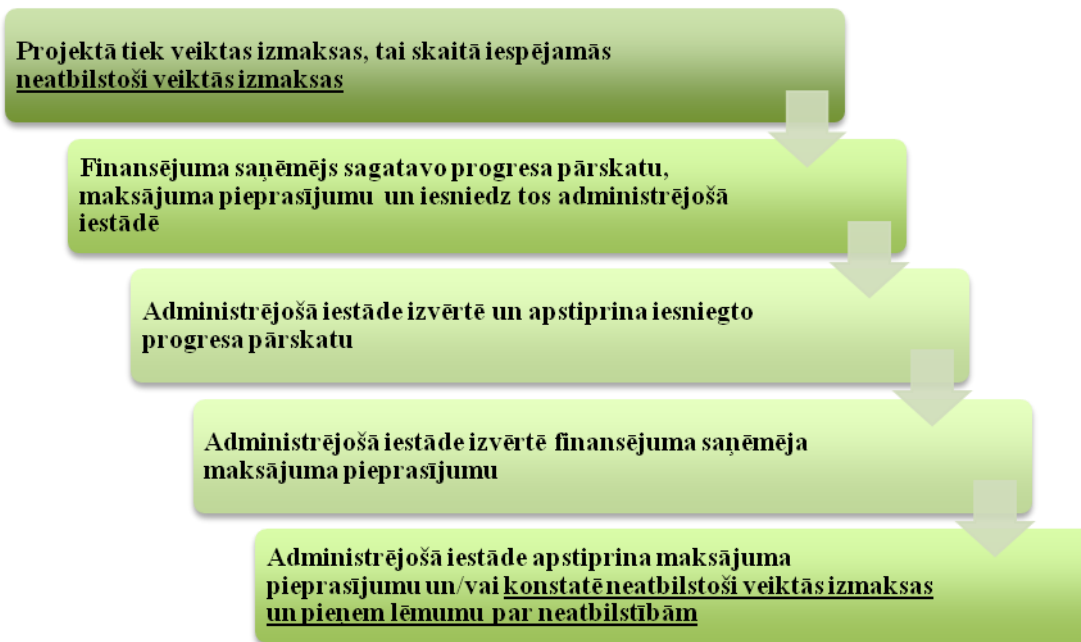 Projektā tiek veiktas izmaksas, tai skaitā iespējamās
neatbilstoši veiktās izmaksas
Finansējuma saņēmējs sagatavo progresa pārskatu,
maksājuma pieprasījumu un iesniedz tos administrējošā
iestādē
Administrējošā iestāde izvērtē un apstiprina iesniegto
progresa pārskatu
Administrējošā iestāde izvērtē finansējuma saņēmēja
maksājuma pieprasījumu
Administrējošā iestāde apstiprina maksājuma
pieprasījumu un/vai konstatē neatbilstoši veiktās izmaksas
un pieņem lēmumu par neatbilstībām